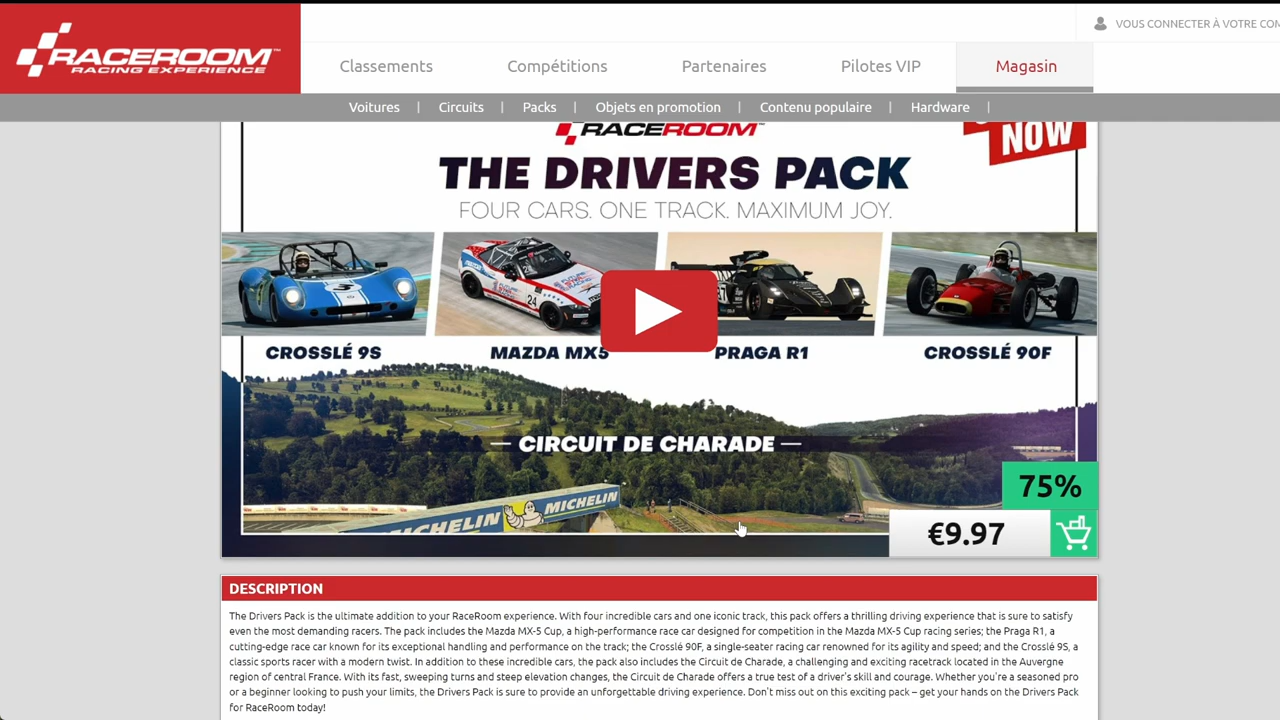 RACEROOM™
RACING EXPERIENCE
VOUS CONNECTER À VOTRE
Classements
Compétitions
Partenaires
Pilotes VIP
Magasin
Voitures | Circuits | Packs | Objets en promotion | Contenu populaire | Hardware |
RACEROOM™
NOW
THE DRIVERS PACK
FOUR CARS. ONE TRACK. MAXIMUM JOY.
3
24
CROSSLÉ 9S
MAZDA MX5
PRAGA R1
CROSSLÉ 90F
— CIRCUIT DE CHARADE —
MICHELIN
75%
€9.97
DESCRIPTION
The Drivers Pack is the ultimate addition to your RaceRoom experience. With four incredible cars and one iconic track, this pack offers a thrilling driving experience that is sure to satisfy
even the most demanding racers. The pack includes the Mazda MX-5 Cup, a high-performance race car designed for competition in the Mazda MX-5 Cup racing series; the Praga R1, a
cutting-edge race car known for its exceptional handling and performance on the track; the Crosslé 90F, a single-seater racing car renowned for its agility and speed; and the Crosslé 9S, a
classic sports racer with a modern twist. In addition to these incredible cars, the pack also includes the Circuit de Charade, a challenging and exciting racetrack located in the Auvergne
region of central France. With its fast, sweeping turns and steep elevation changes, the Circuit de Charade offers a true test of a driver's skill and courage. Whether you're a seasoned pro
or a beginner looking to push your limits, the Drivers Pack is sure to provide an unforgettable driving experience. Don't miss out on this exciting pack – get your hands on the Drivers Pack
for RaceRoom today!